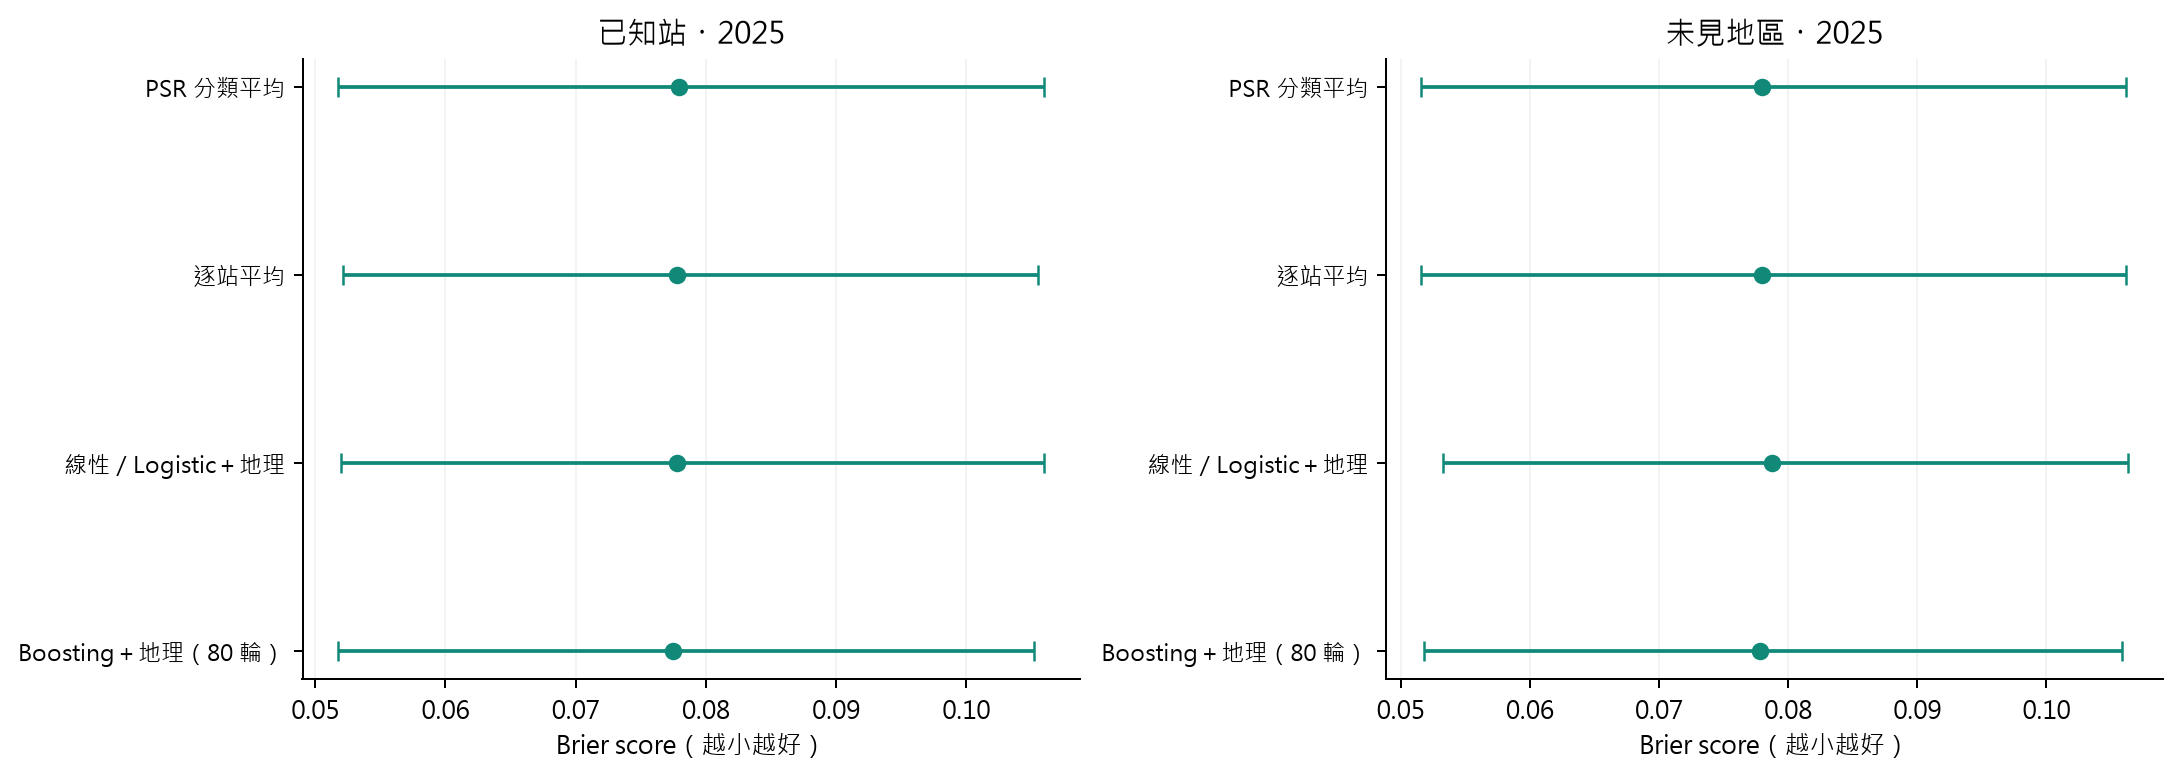 已知站 · 2025
PSR 分類平均
逐站平均
線性 / Logistic + 地理
Boosting + 地理（80 輪）
0.05 0.06 0.07 0.08 0.09 0.10
Brier score（越小越好）
未見地區 · 2025
PSR 分類平均
逐站平均
線性 / Logistic + 地理
Boosting + 地理（80 輪）
0.05 0.06 0.07 0.08 0.09 0.10
Brier score（越小越好）